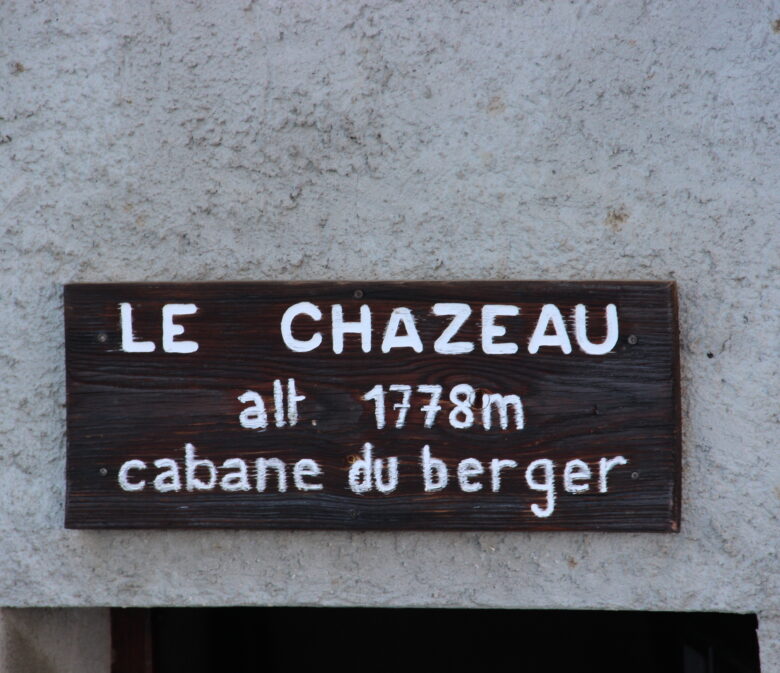 LE CHAZEAU
alt. 1778m
cabane du berger